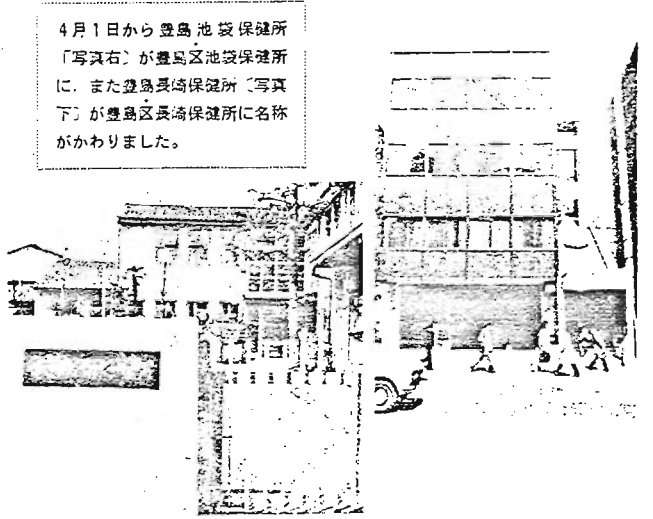 4月1日から豊島池袋保健所
〔写真右〕が豊島区池袋保健所
に、また豊島長崎保健所〔写真
下〕が豊島区長崎保健所に名称
がかわりました。